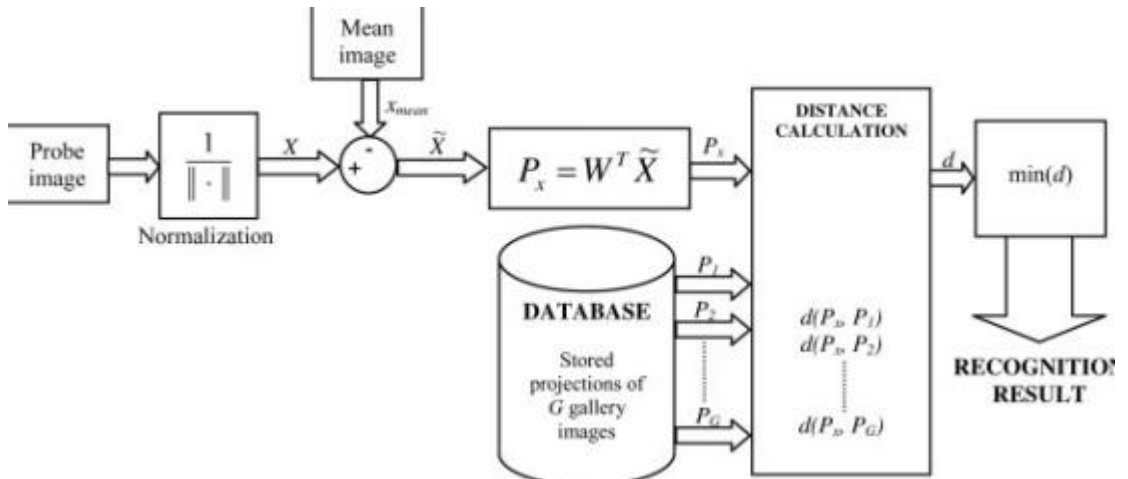 Mean
image
x_mean
Probe
image
1
‖ · ‖
Normalization
X
-
+
X̃
P_x = W^T X̃
P_x
DISTANCE
CALCULATION
d(P_x, P_1)
d(P_x, P_2)
d(P_x, P_G)
d
min(d)
RECOGNITION
RESULT
DATABASE
Stored
projections of
G gallery
images
P_1
P_2
P_G